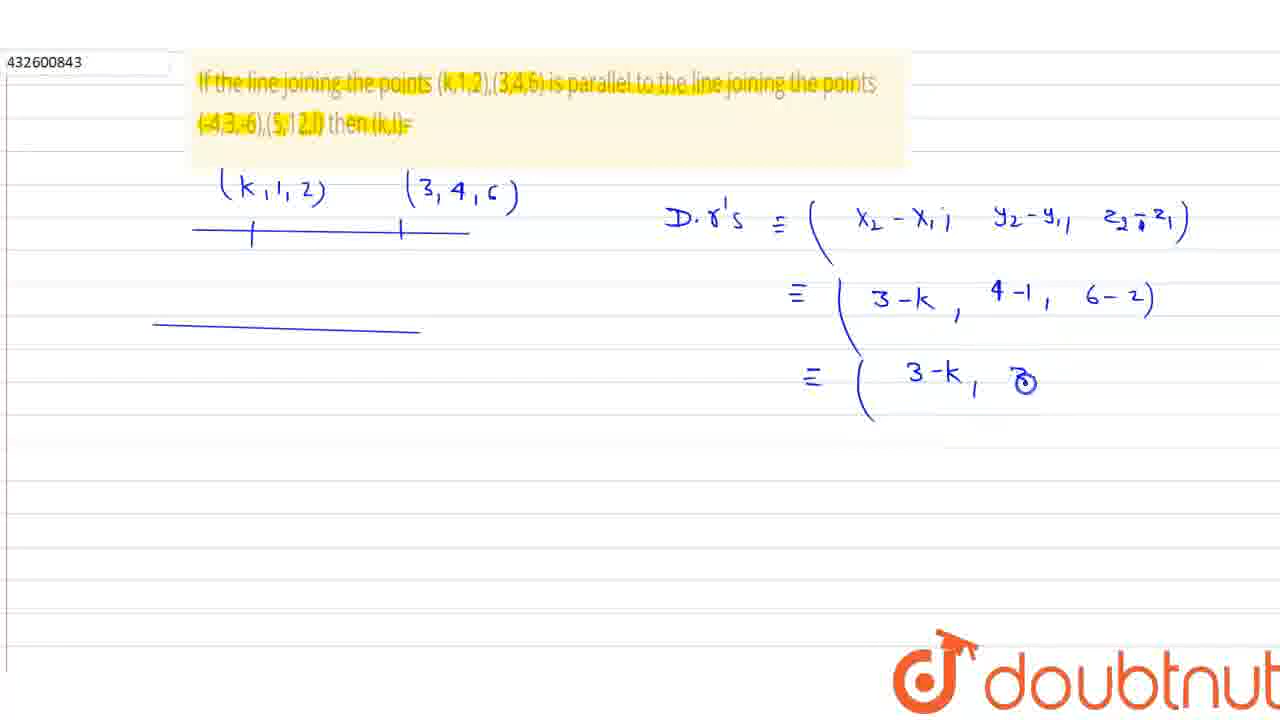 432600843
If the line joining the points (k,1,2),(3,4,6) is parallel to the line joining the points
(-4,3,-6),(5,12,l) then (k,l)=
(k,1,2) (3,4,6)
D.r's ≡ ( x₂-x₁, y₂-y₁, z₂-z₁)
≡ ( 3-k, 4-1, 6-2)
≡ ( 3-k, 3
doubtnut